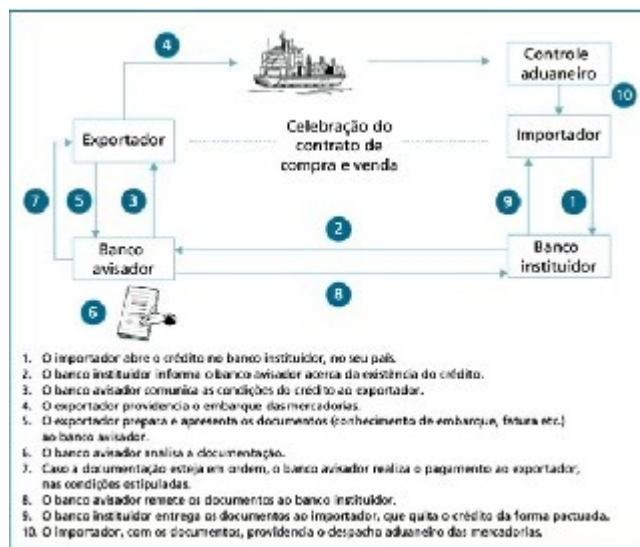 4
Controle
aduaneiro
10
Exportador
Celebração do
contrato de
compra e venda
Importador
7
5
3
9
1
2
Banco
avisador
Banco
instituidor
8
6
1. O importador abre o crédito no banco instituidor, no seu país.
2. O banco instituidor informa o banco avisador acerca da existência do crédito.
3. O banco avisador comunica as condições do crédito ao exportador.
4. O exportador providencia o embarque das mercadorias.
5. O exportador prepara e apresenta os documentos (conhecimento de embarque, fatura etc.)
ao banco avisador.
6. O banco avisador analisa a documentação.
7. Caso a documentação esteja em ordem, o banco avisador realiza o pagamento ao exportador,
nas condições estipuladas.
8. O banco avisador remete os documentos ao banco instituidor.
9. O banco instituidor entrega os documentos ao importador, que quita o crédito da forma pactuada.
10. O importador, com os documentos, providencia o despacho aduaneiro das mercadorias.